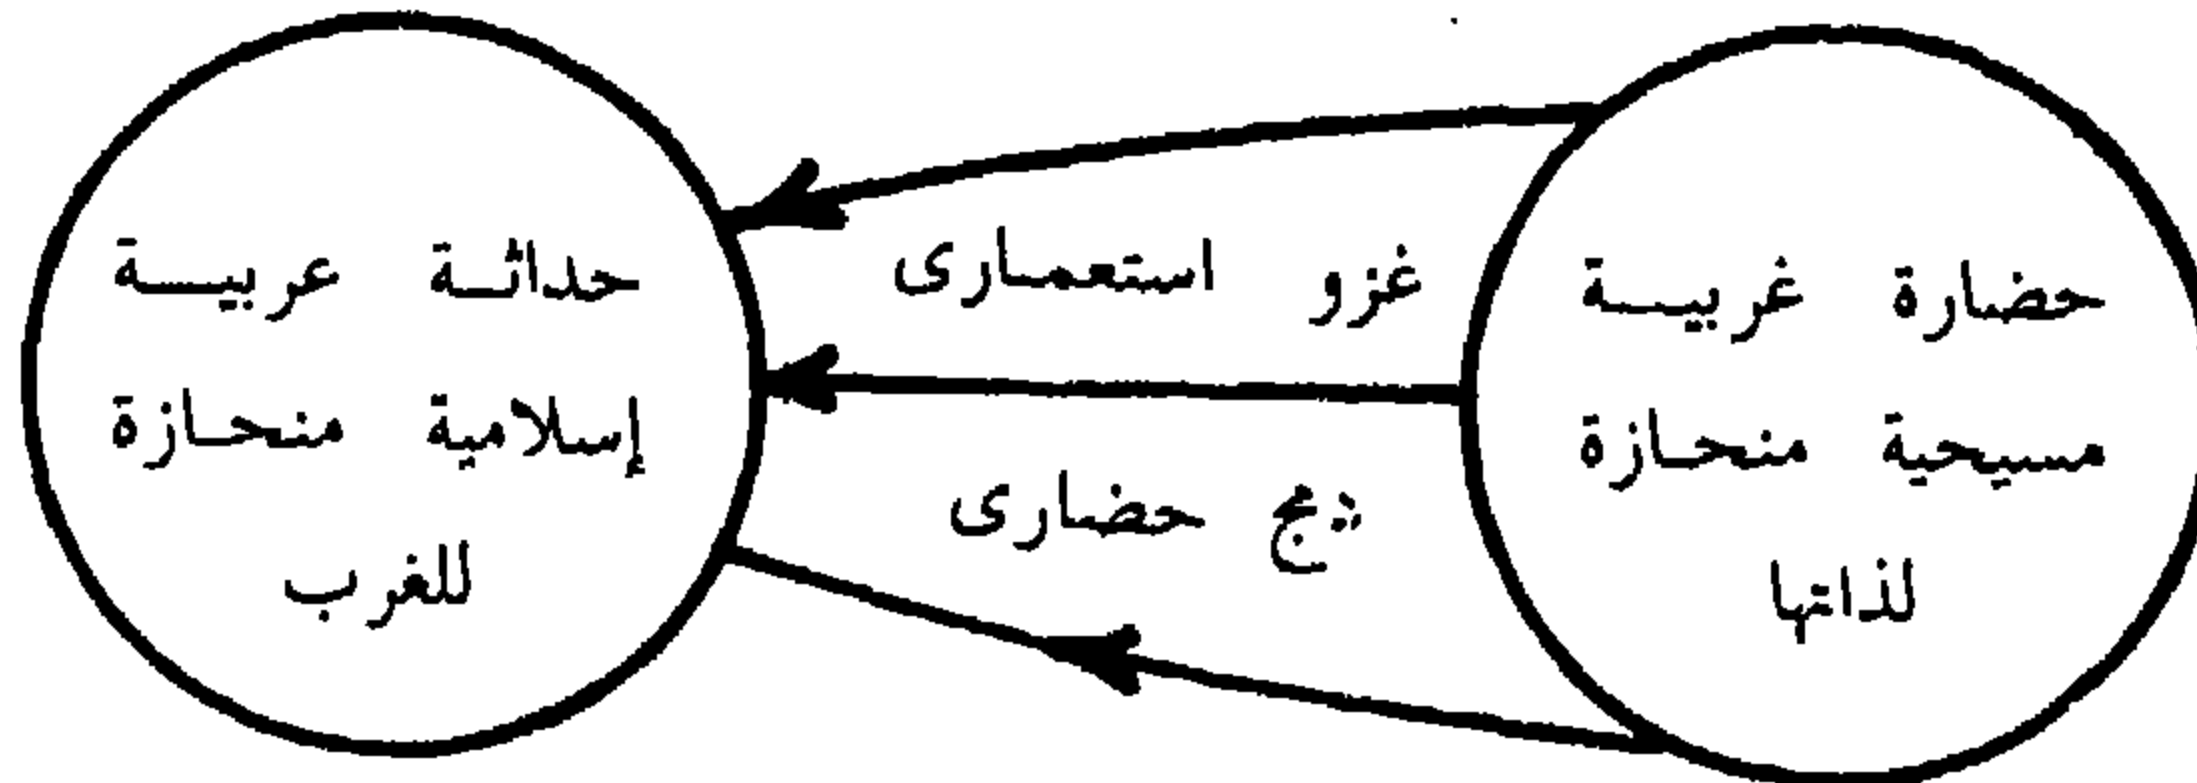 حضارة غربية
مسيحية منحازة
لذاتها
غزو استعمارى
دمج حضارى
حداثة عربية
إسلامية منحازة
للغرب